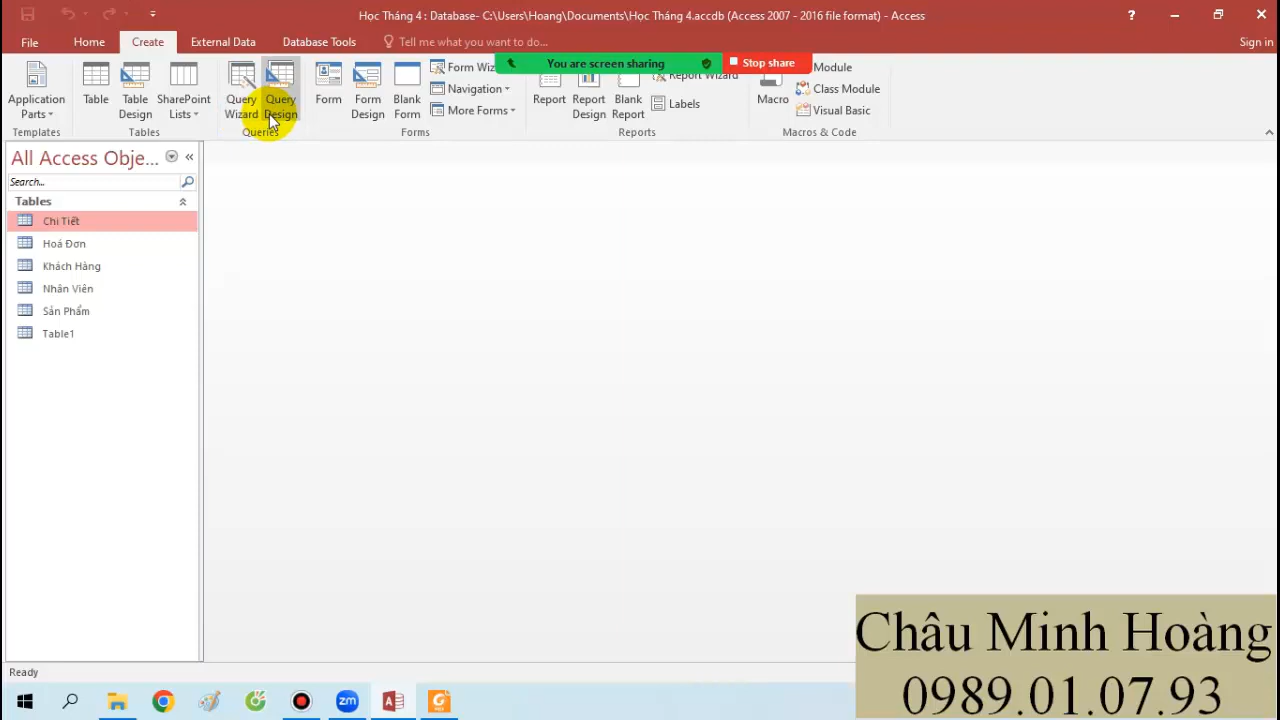 Học Tháng 4 : Database- C:\Users\Hoang\Documents\Học Tháng 4.accdb (Access 2007 - 2016 file format) - Access
?
File Home Create External Data Database Tools Tell me what you want to do... Sign in
You are screen sharing Stop share
Application Parts
Table
Table Design
SharePoint Lists
Query Wizard
Query Design
Form
Form Design
Blank Form
Form Wiz
Navigation
More Forms
Report
Report Design
Blank Report
Report Wizard
Labels
Macro
Module
Class Module
Visual Basic
Templates Tables Queries Forms Reports Macros & Code
All Access Obje...
Search...
Tables
Chi Tiết
Hoá Đơn
Khách Hàng
Nhân Viên
Sản Phẩm
Table1
Châu Minh Hoàng
0989.01.07.93
Ready
zm